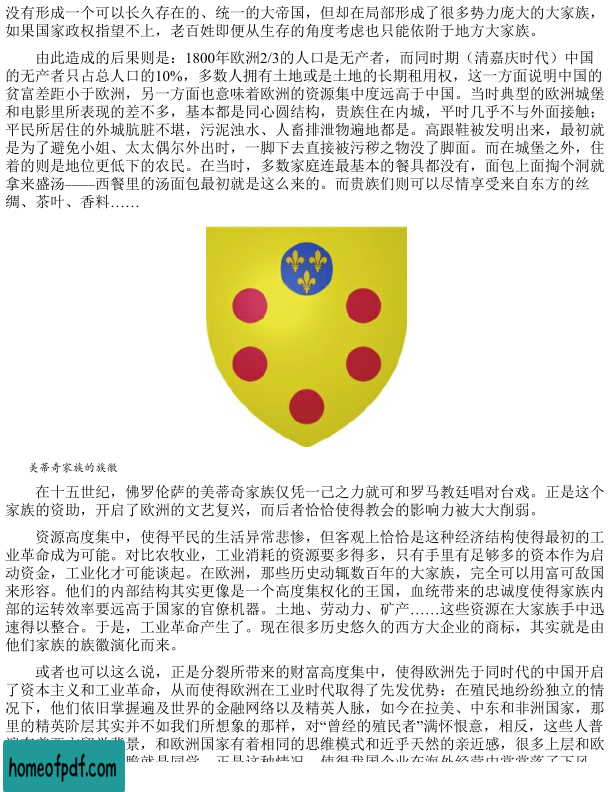 没有形成一个可以长久存在的、统一的大帝国，但却在局部形成了很多势力庞大的大家族，
如果国家政权指望不上，老百姓即便从生存的角度考虑也只能依附于地方大家族。
由此造成的后果则是：1800年欧洲2/3的人口是无产者，而同时期（清嘉庆时代）中国
的无产者只占总人口的10%，多数人拥有土地或是土地的长期租用权，这一方面说明中国的
贫富差距小于欧洲，另一方面也意味着欧洲的资源集中度远高于中国。当时典型的欧洲城堡
和电影里所表现的差不多，基本都是同心圆结构，贵族住在内城，平时几乎不与外面接触；
平民所居住的外城肮脏不堪，污泥浊水、人畜排泄物遍地都是。高跟鞋被发明出来，最初就
是为了避免小姐、太太偶尔外出时，一脚下去直接被污秽之物没了脚面。而在城堡之外，住
着的则是地位更低下的农民。在当时，多数家庭连最基本的餐具都没有，面包上面掏个洞就
拿来盛汤——西餐里的汤面包最初就是这么来的。而贵族们则可以尽情享受来自东方的丝
绸、茶叶、香料……
美蒂奇家族的族徽
在十五世纪，佛罗伦萨的美蒂奇家族仅凭一己之力就可和罗马教廷唱对台戏。正是这个
家族的资助，开启了欧洲的文艺复兴，而后者恰恰使得教会的影响力被大大削弱。
资源高度集中，使得平民的生活异常悲惨，但客观上恰恰是这种经济结构使得最初的工
业革命成为可能。对比农牧业，工业消耗的资源要多得多，只有手里有足够多的资本作为启
动资金，工业化才可能谈起。在欧洲，那些历史动辄数百年的大家族，完全可以用富可敌国
来形容。他们的内部结构其实更像是一个高度集权化的王国，血统带来的忠诚度使得家族内
部的运转效率要远高于国家的官僚机器。土地、劳动力、矿产……这些资源在大家族手中迅
速得以整合。于是，工业革命产生了。现在很多历史悠久的西方大企业的商标，其实就是由
他们家族的族徽演化而来。
或者也可以这么说，正是分裂所带来的财富高度集中，使得欧洲先于同时代的中国开启
了资本主义和工业革命，从而使得欧洲在工业时代取得了先发优势：在殖民地纷纷独立的情
况下，他们依旧掌握遍及世界的金融网络以及精英人脉，如今在拉美、中东和非洲国家，那
里的精英阶层其实并不如我们所想象的那样，对“曾经的殖民者”满怀恨意，相反，这些人普
景，和欧洲国家有着相同的思维模式和近乎天然的亲近感，很多上层和欧
就是同学。正是这种情况，使得我国企业在海外经营中常常落了下风
homeofpdf.com